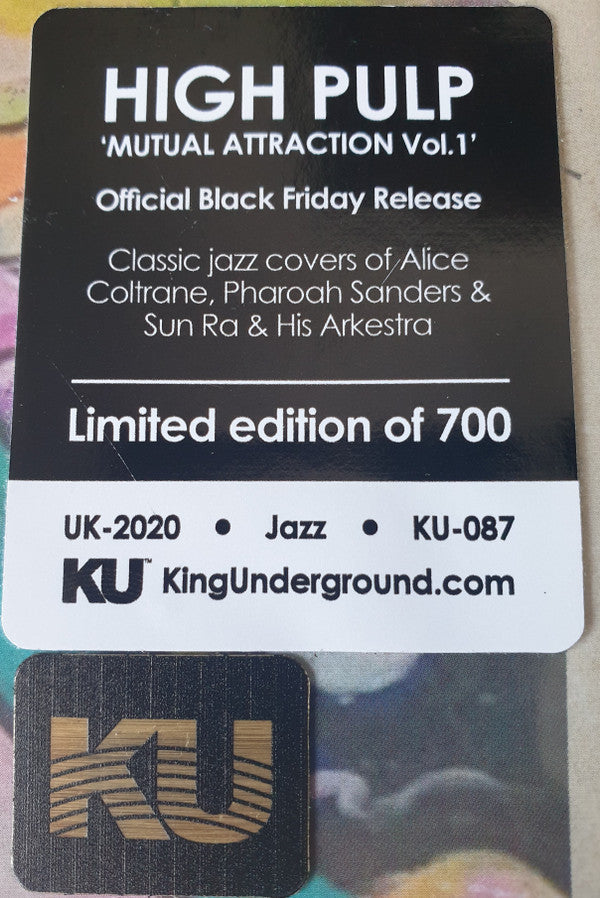 HIGH PULP
‘MUTUAL ATTRACTION Vol.1’
Official Black Friday Release
Classic jazz covers of Alice
Coltrane, Pharoah Sanders &
Sun Ra & His Arkestra
Limited edition of 700
UK-2020 • Jazz • KU-087
KU™ KingUnderground.com
KU